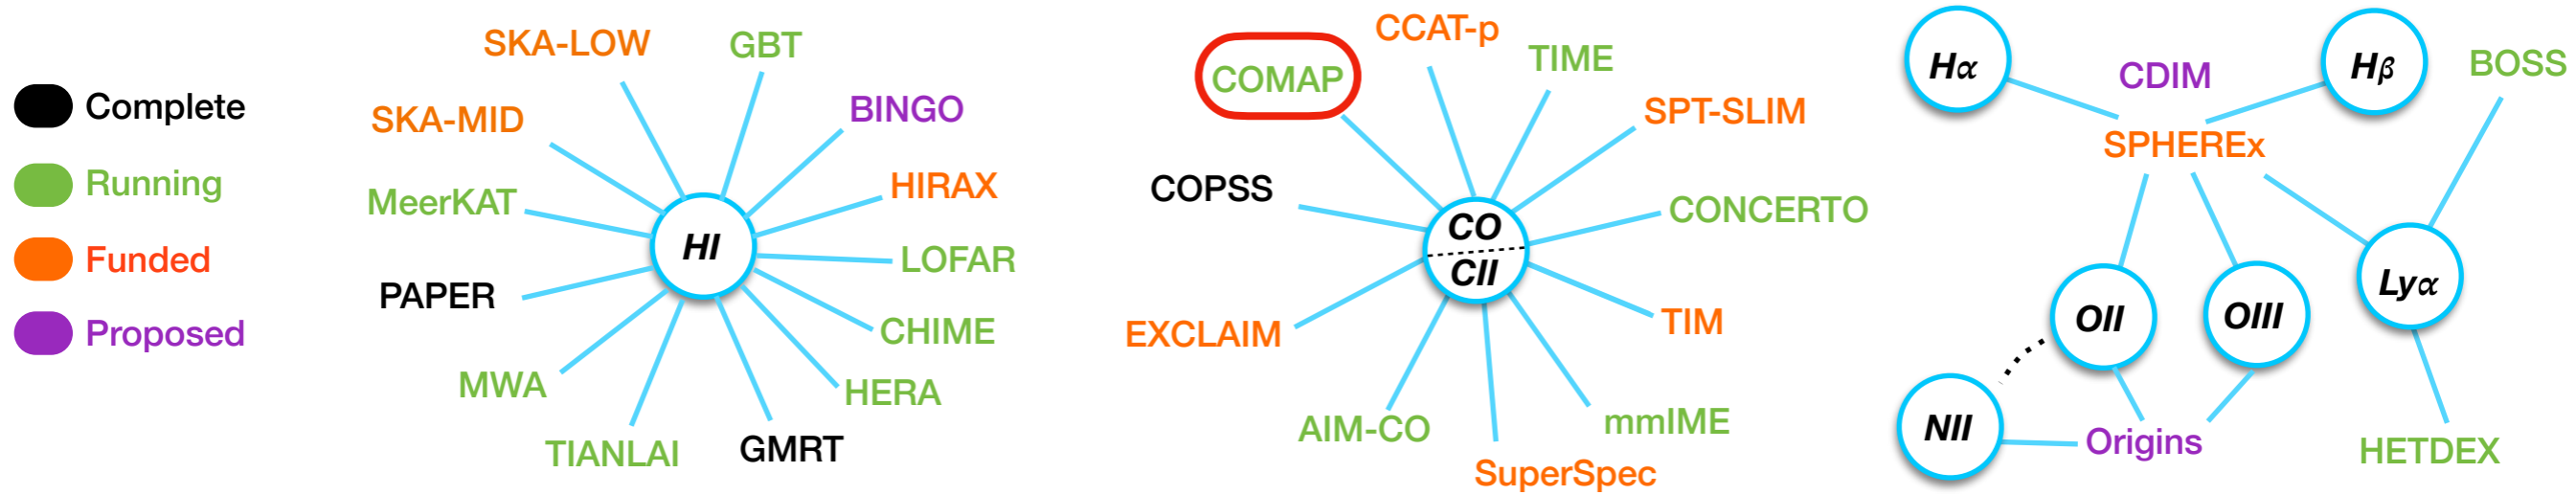 Complete
Running
Funded
Proposed
SKA-LOW
GBT
SKA-MID
BINGO
MeerKAT
HIRAX
HI
LOFAR
PAPER
CHIME
MWA
HERA
TIANLAI
GMRT
CCAT-p
COMAP
TIME
SPT-SLIM
COPSS
CONCERTO
CO
CII
EXCLAIM
TIM
AIM-CO
mmIME
SuperSpec
Hα
CDIM
Hβ
BOSS
SPHEREx
OII
OIII
Lyα
NII
Origins
HETDEX